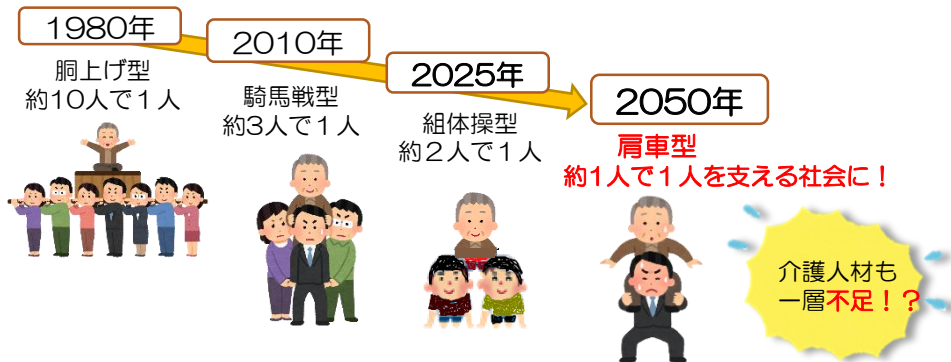 1980年
胴上げ型
約10人で１人
2010年
騎馬戦型
約3人で１人
2025年
組体操型
約２人で１人
2050年
肩車型
約1人で１人を支える社会に！
介護人材も
一層不足！？